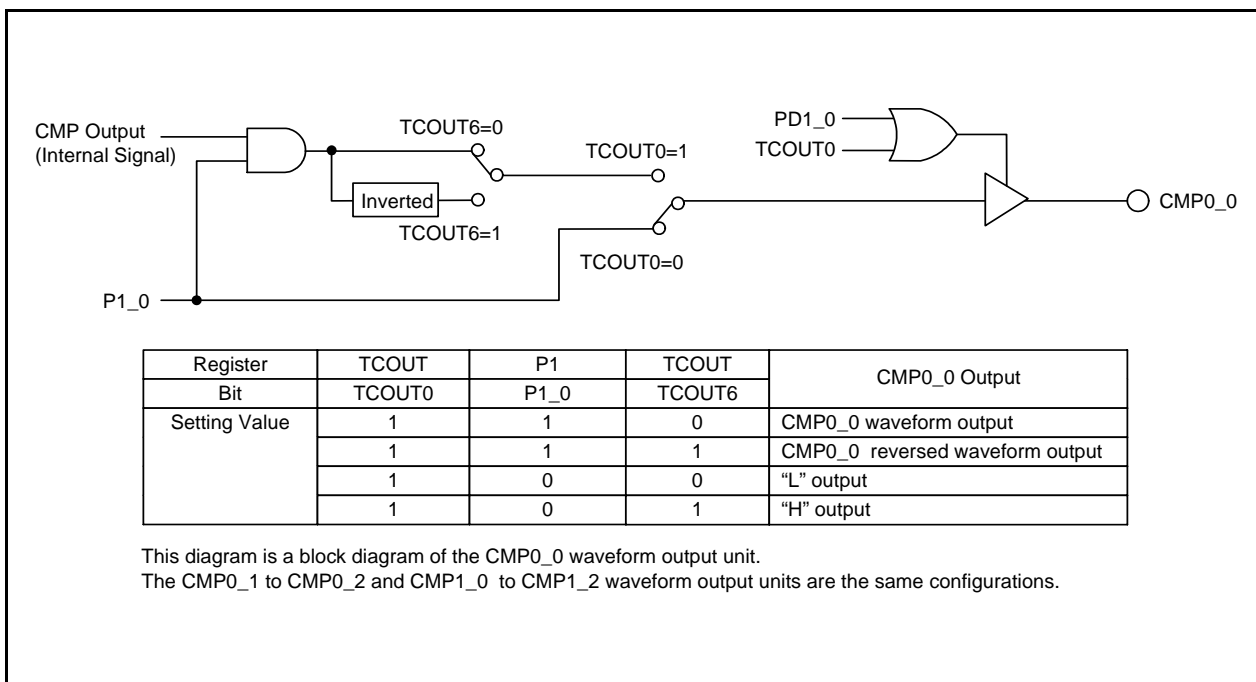 CMP Output
(Internal Signal)
TCOUT6=0
TCOUT0=1
PD1_0
TCOUT0
Inverted
CMP0_0
TCOUT6=1
TCOUT0=0
P1_0
Register TCOUT P1 TCOUT CMP0_0 Output
Bit TCOUT0 P1_0 TCOUT6
Setting Value 1 1 0 CMP0_0 waveform output
1 1 1 CMP0_0 reversed waveform output
1 0 0 “L” output
1 0 1 “H” output
This diagram is a block diagram of the CMP0_0 waveform output unit.
The CMP0_1 to CMP0_2 and CMP1_0 to CMP1_2 waveform output units are the same configurations.